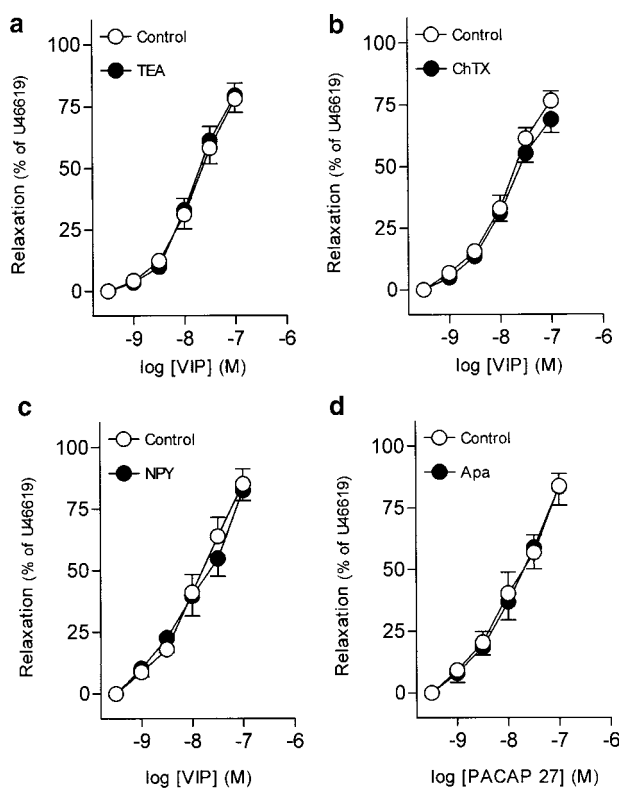 a
Control
TEA
100
75
50
25
0
Relaxation (% of U46619)
-9 -8 -7 -6
log [VIP] (M)
b
Control
ChTX
100
75
50
25
0
Relaxation (% of U46619)
-9 -8 -7 -6
log [VIP] (M)
c
Control
NPY
100
75
50
25
0
Relaxation (% of U46619)
-9 -8 -7 -6
log [VIP] (M)
d
Control
Apa
100
75
50
25
0
Relaxation (% of U46619)
-9 -8 -7 -6
log [PACAP 27] (M)